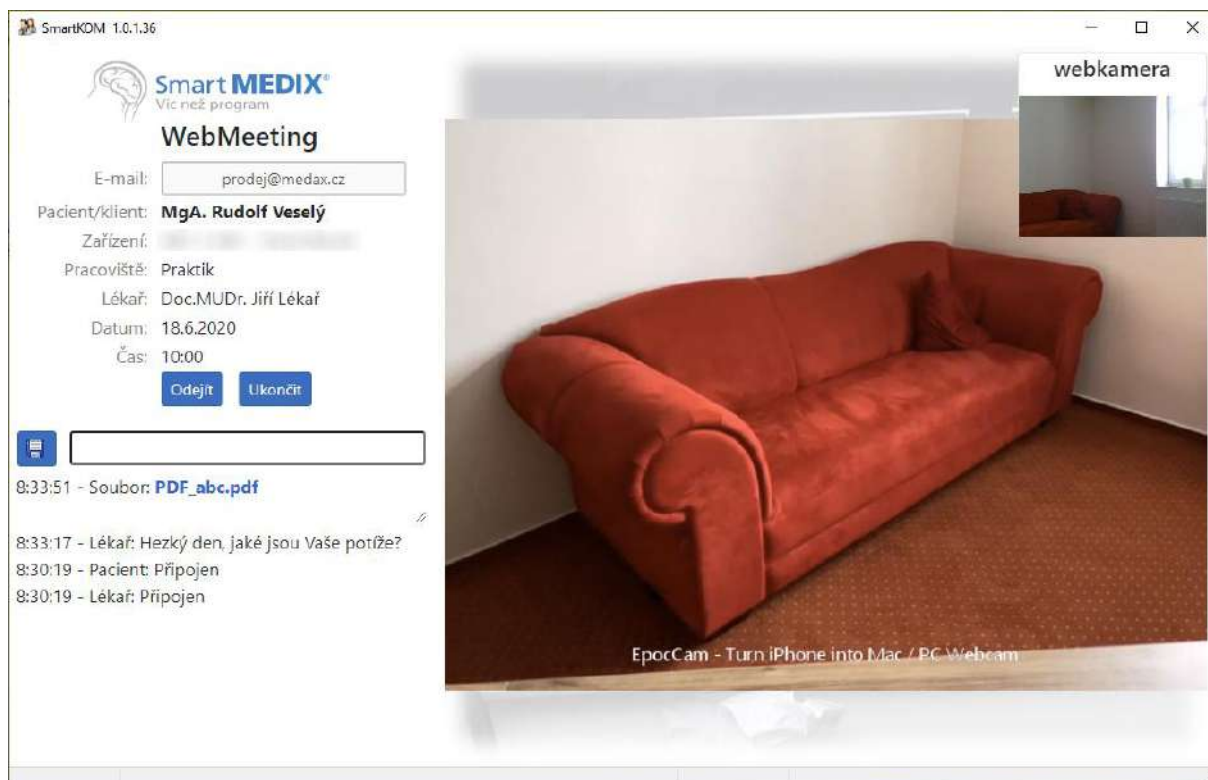 SmartKOM 1.0.1.36
Smart MEDIX®
Víc než program
WebMeeting
E-mail: prodej@medax.cz
Pacient/klient: MgA. Rudolf Veselý
Zařízení:
Pracoviště: Praktik
Lékař: Doc.MUDr. Jiří Lékař
Datum: 18.6.2020
Čas: 10:00
Odejít Ukončit
8:33:51 - Soubor: PDF_abc.pdf
8:33:17 - Lékař: Hezký den, jaké jsou Vaše potíže?
8:30:19 - Pacient: Připojen
8:30:19 - Lékař: Připojen
webkamera
EpocCam - Turn iPhone into Mac / PC Webcam